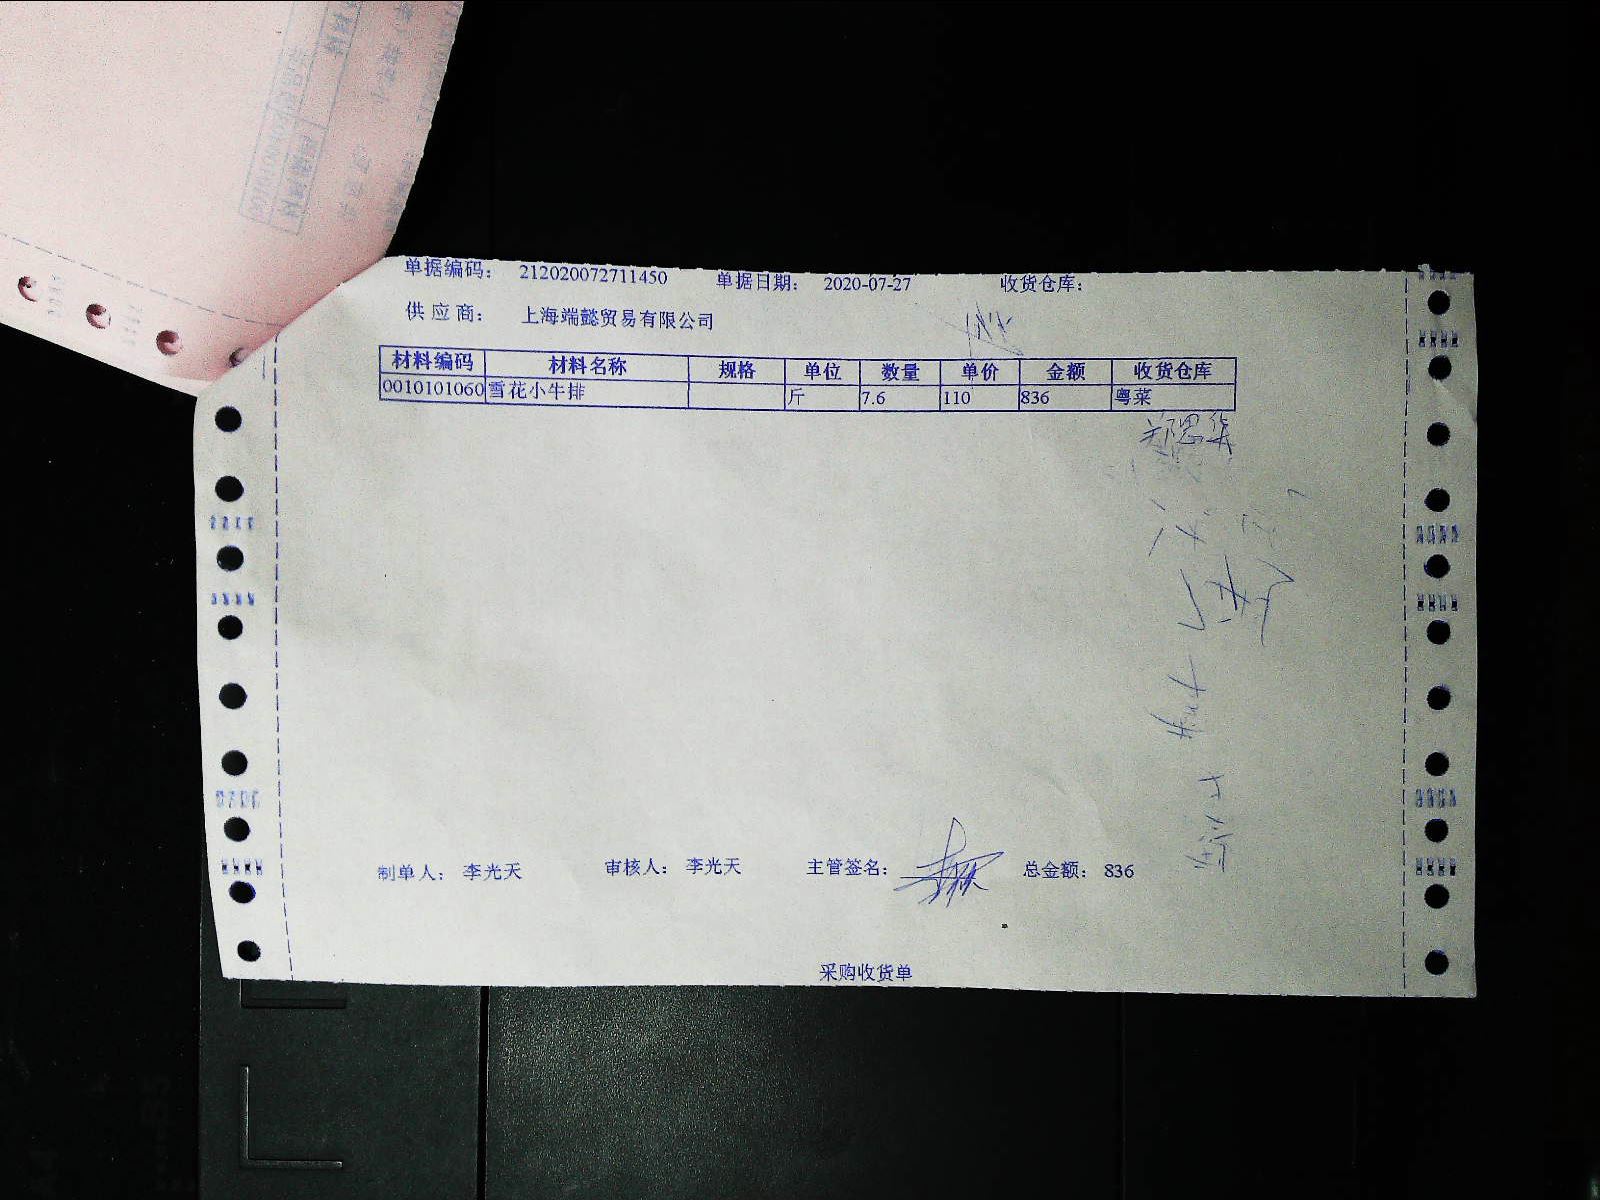 单据编码： 212020072711450 单据日期： 2020-07-27 收货仓库：
供应商： 上海端懿贸易有限公司
材料编码 材料名称 规格 单位 数量 单价 金额 收货仓库
0010101060 雪花小牛排 斤 7.6 110 836 粤菜
制单人： 李光天 审核人： 李光天 主管签名： 总金额： 836
采购收货单